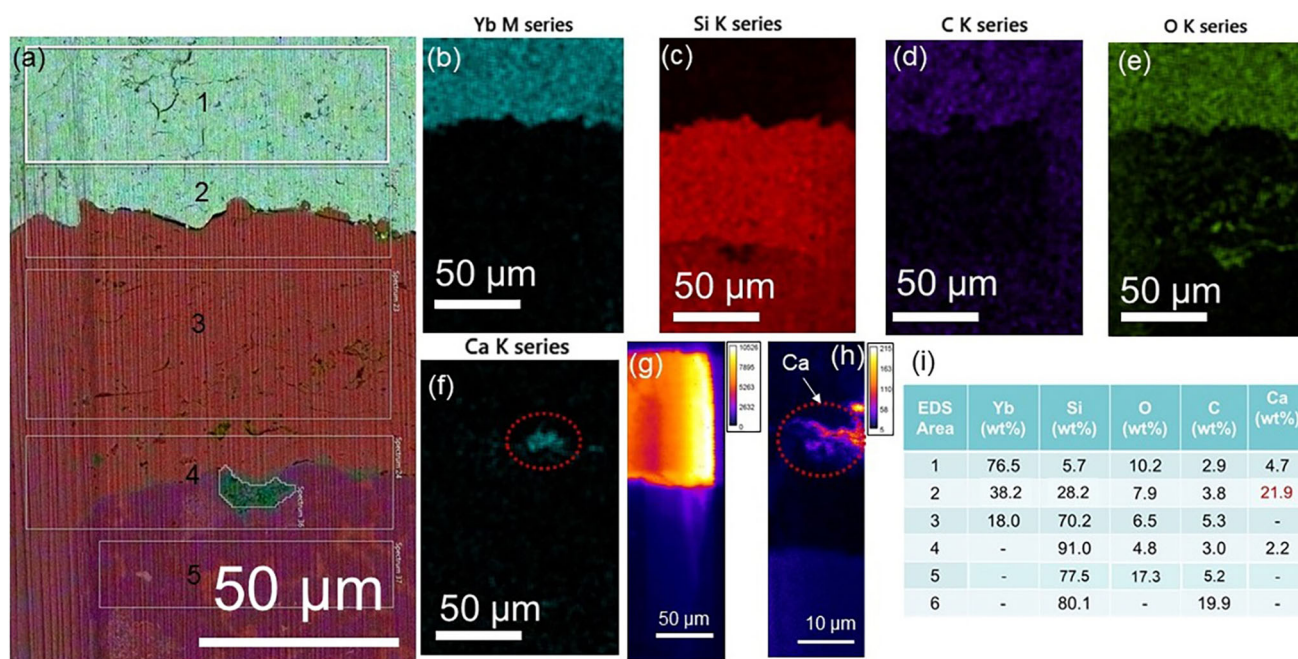 Yb M series
Si K series
C K series
O K series
(a)
(b)
(c)
(d)
(e)
1
2
3
4
5
Spectrum 23
Spectrum 24
Spectrum 36
Spectrum 37
50 µm
50 µm
50 µm
50 µm
50 µm
Ca K series
(f)
50 µm
(g)
10526
7895
5263
2632
0
50 µm
(h)
Ca
215
163
110
58
5
10 µm
(i)
EDS Area Yb (wt%) Si (wt%) O (wt%) C (wt%) Ca (wt%)
1 76.5 5.7 10.2 2.9 4.7
2 38.2 28.2 7.9 3.8 21.9
3 18.0 70.2 6.5 5.3 -
4 - 91.0 4.8 3.0 2.2
5 - 77.5 17.3 5.2 -
6 - 80.1 - 19.9 -